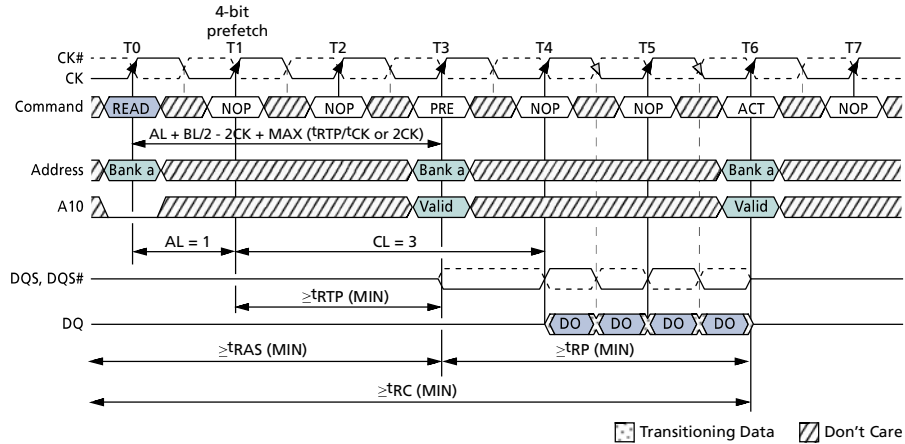 4-bit
prefetch
T0 T1 T2 T3 T4 T5 T6 T7
CK#
CK
Command READ NOP NOP PRE NOP NOP ACT NOP
AL + BL/2 - 2CK + MAX (tRTP/tCK or 2CK)
Address Bank a Bank a Bank a
A10 Valid Valid
AL = 1 CL = 3
DQS, DQS#
≥tRTP (MIN)
DQ DO DO DO DO
≥tRAS (MIN) ≥tRP (MIN)
≥tRC (MIN)
Transitioning Data Don't Care